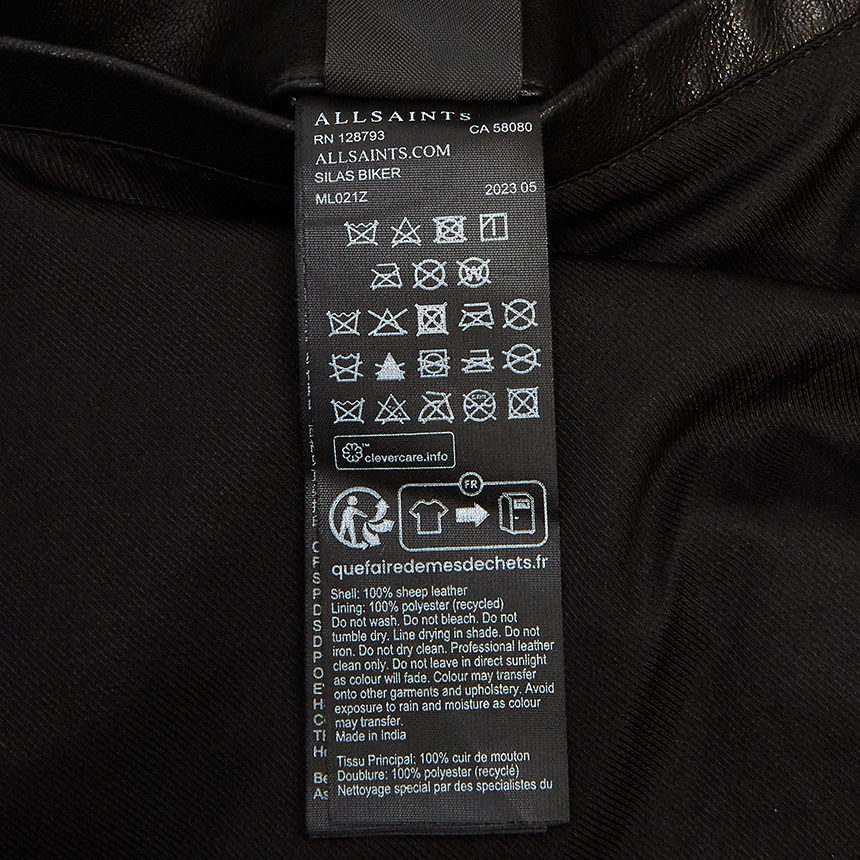 ALLSAINTS
RN 128793 CA 58080
ALLSAINTS.COM
SILAS BIKER
ML021Z 2023 05
W
clevercare.info
FR
quefairedemesdechets.fr
Shell: 100% sheep leather
Lining: 100% polyester (recycled)
Do not wash. Do not bleach. Do not
tumble dry. Line drying in shade. Do not
iron. Do not dry clean. Professional leather
clean only. Do not leave in direct sunlight
as colour will fade. Colour may transfer
onto other garments and upholstery. Avoid
exposure to rain and moisture as colour
may transfer.
Made in India
Tissu Principal: 100% cuir de mouton
Doublure: 100% polyester (recyclé)
Nettoyage special par des specialistes du